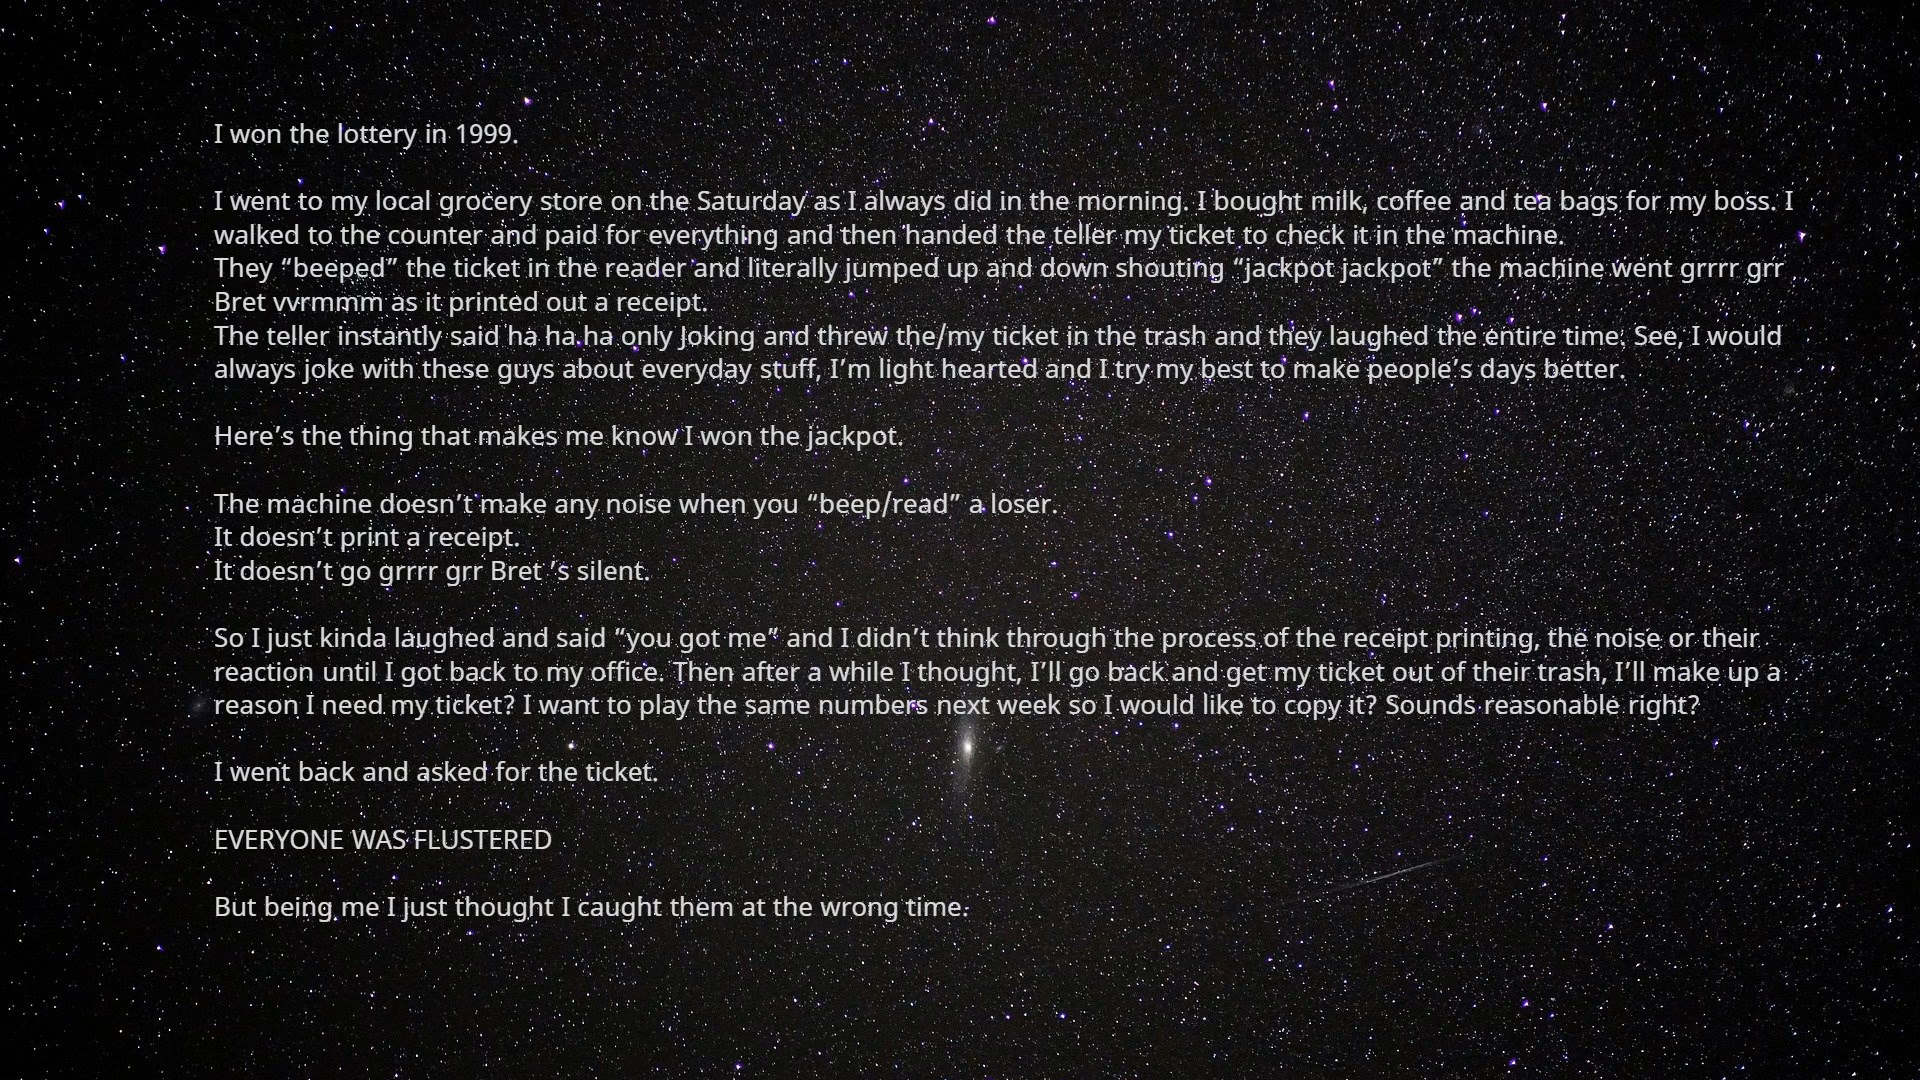 I won the lottery in 1999.
I went to my local grocery store on the Saturday as I always did in the morning. I bought milk, coffee and tea bags for my boss. I
walked to the counter and paid for everything and then handed the teller my ticket to check it in the machine.
They “beeped” the ticket in the reader and literally jumped up and down shouting “jackpot jackpot” the machine went grrrr grr
Bret vvrmmm as it printed out a receipt.
The teller instantly said ha ha ha only Joking and threw the/my ticket in the trash and they laughed the entire time. See, I would
always joke with these guys about everyday stuff, I’m light hearted and I try my best to make people’s days better.
Here’s the thing that makes me know I won the jackpot.
The machine doesn’t make any noise when you “beep/read” a loser.
It doesn’t print a receipt.
It doesn’t go grrrr grr Bret ’s silent.
So I just kinda laughed and said “you got me” and I didn’t think through the process of the receipt printing, the noise or their
reaction until I got back to my office. Then after a while I thought, I’ll go back and get my ticket out of their trash, I’ll make up a
reason I need my ticket? I want to play the same numbers next week so I would like to copy it? Sounds reasonable right?
I went back and asked for the ticket.
EVERYONE WAS FLUSTERED
But being me I just thought I caught them at the wrong time.